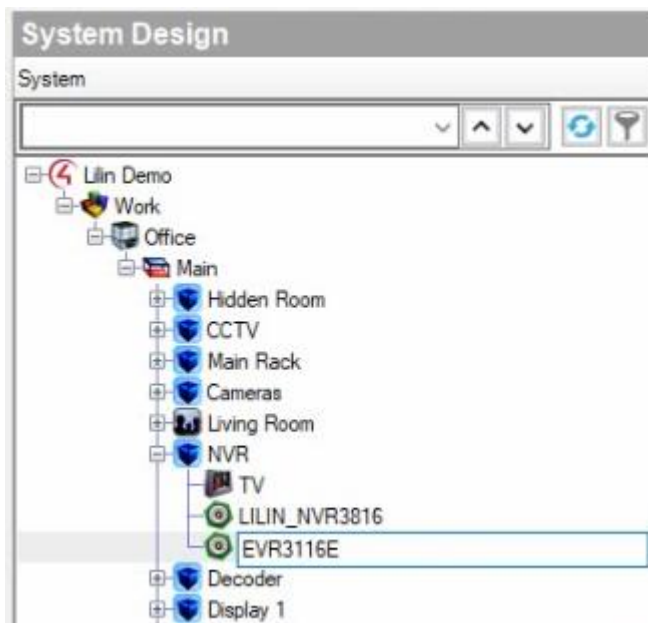 System Design
System
Lilin Demo
Work
Office
Main
Hidden Room
CCTV
Main Rack
Cameras
Living Room
NVR
TV
LILIN_NVR3816
EVR3116E
Decoder
Display 1